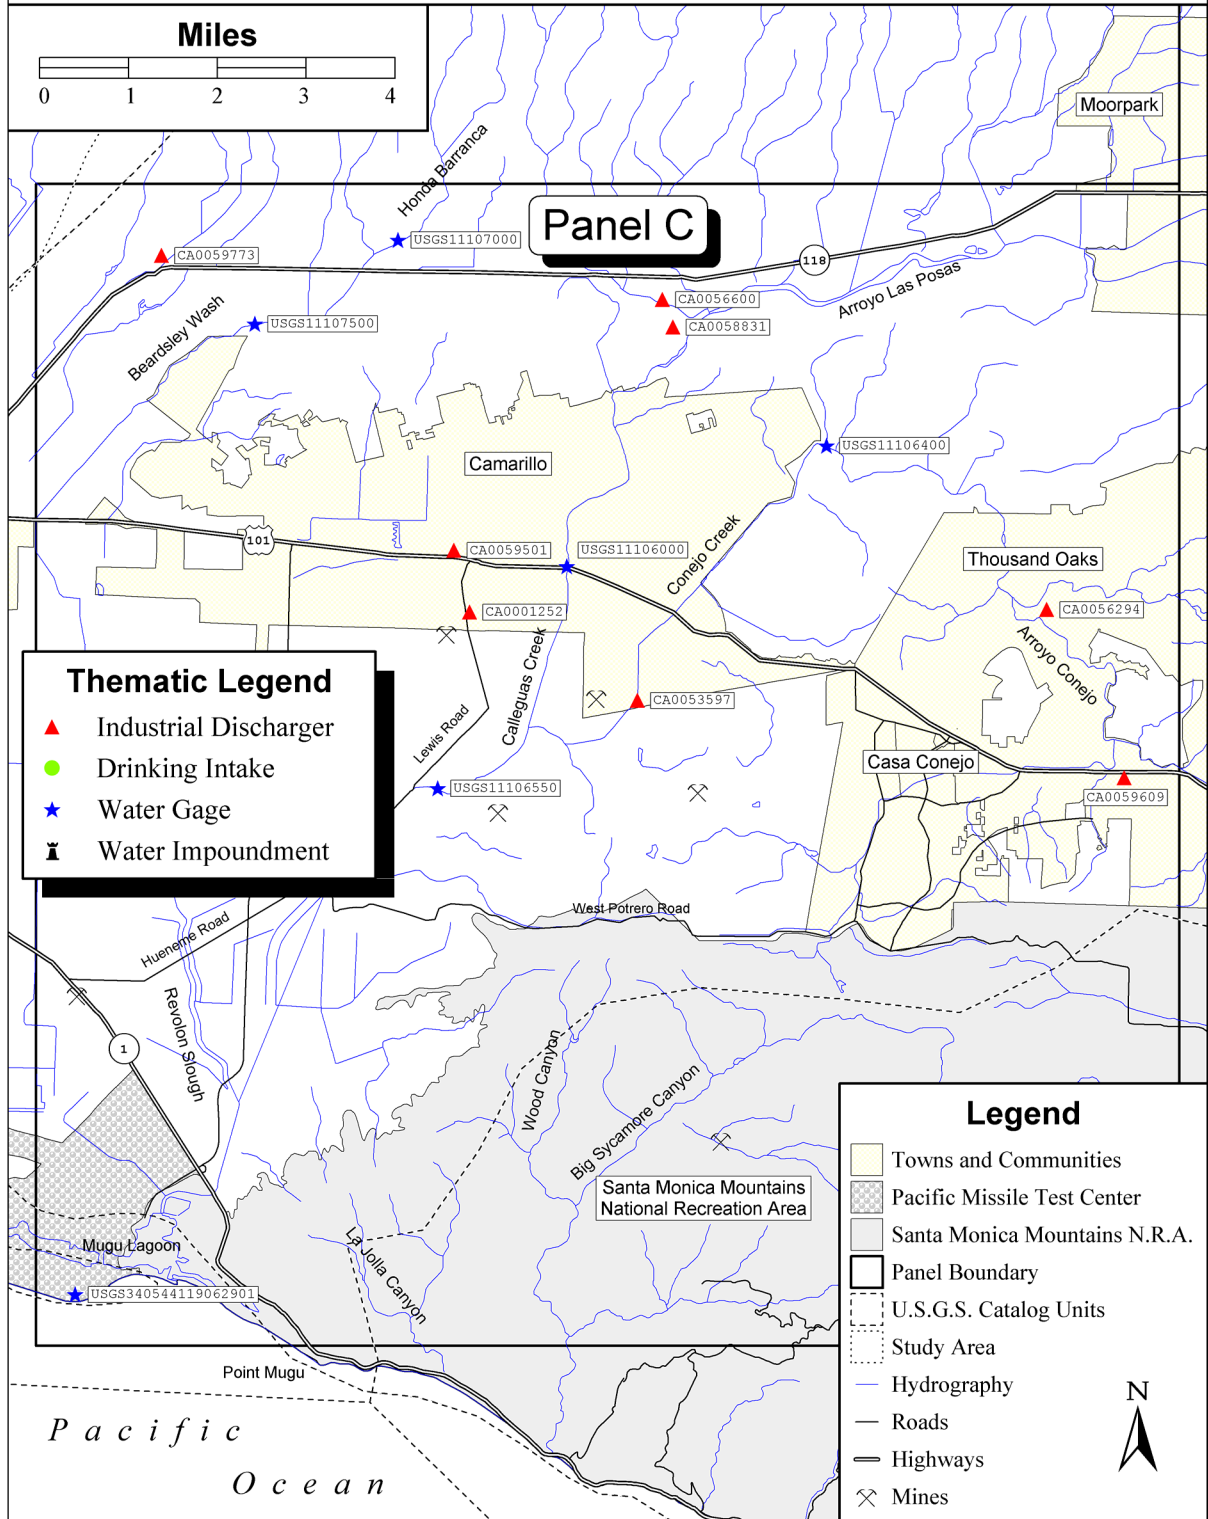 Miles
0 1 2 3 4
Moorpark
Honda Barranca
Panel C
USGS11107000
CA0059773
118
CA0056600
Arroyo Las Posas
USGS11107500
CA0058831
Beardsley Wash
USGS11106400
Camarillo
101
CA0059501
USGS11106000
Conejo Creek
Thousand Oaks
CA0001252
CA0056294
Calleguas Creek
Arroyo Conejo
Thematic Legend
Industrial Discharger
Drinking Intake
Water Gage
Water Impoundment
CA0053597
Lewis Road
Casa Conejo
USGS11106550
CA0059609
West Potrero Road
Hueneme Road
Revolon Slough
1
Wood Canyon
Big Sycamore Canyon
Santa Monica Mountains
National Recreation Area
Mugu Lagoon
La Jolla Canyon
USGS340544119062901
Point Mugu
Pacific
Ocean
Legend
Towns and Communities
Pacific Missile Test Center
Santa Monica Mountains N.R.A.
Panel Boundary
U.S.G.S. Catalog Units
Study Area
Hydrography
Roads
Highways
Mines
N